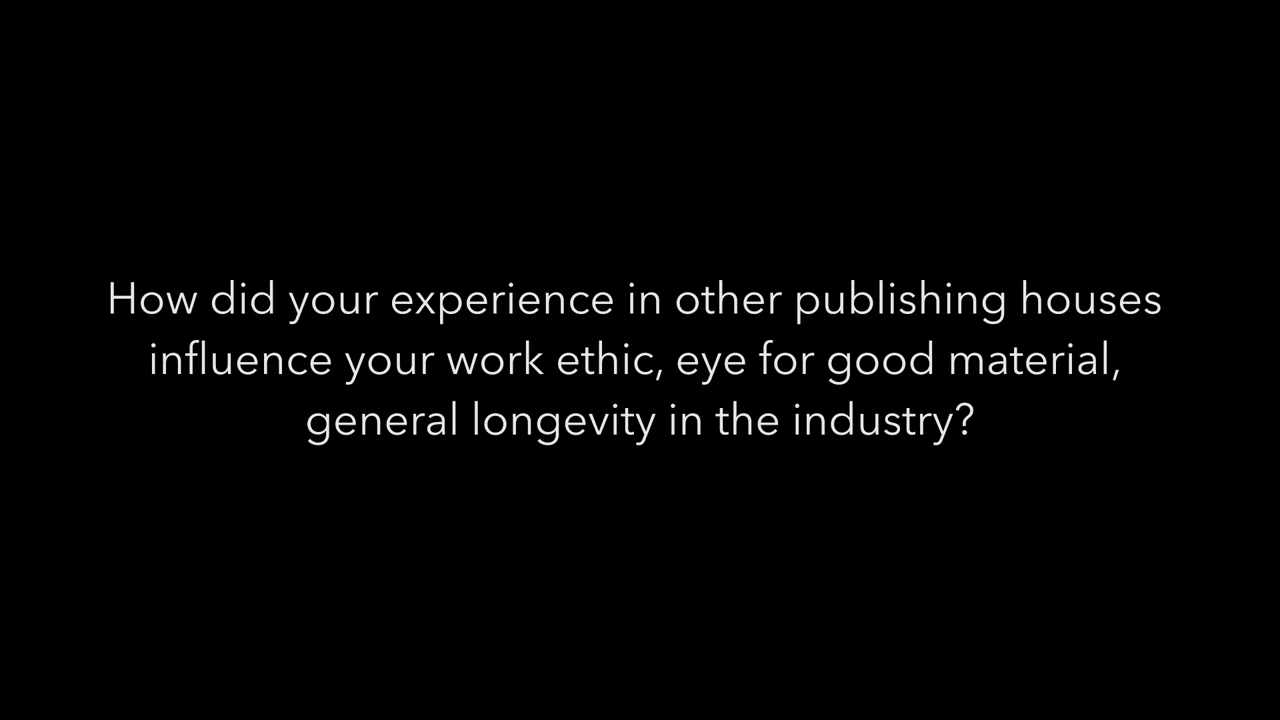 How did your experience in other publishing houses
influence your work ethic, eye for good material,
general longevity in the industry?